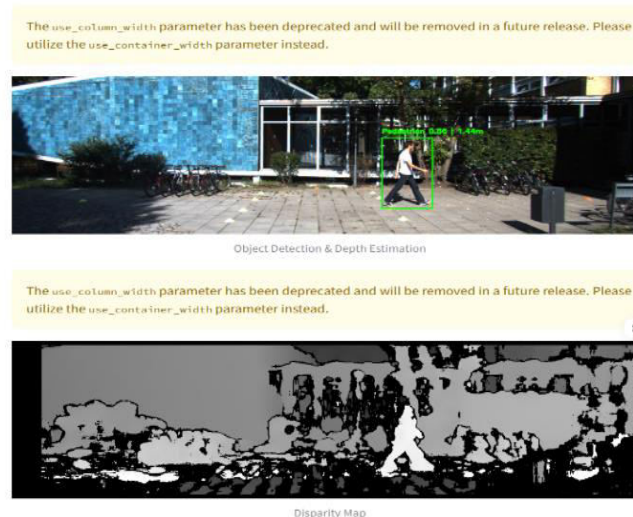 The use_column_width parameter has been deprecated and will be removed in a future release. Please
utilize the use_container_width parameter instead.
Pedestrian 0.86 | 1.44m
Object Detection & Depth Estimation
The use_column_width parameter has been deprecated and will be removed in a future release. Please
utilize the use_container_width parameter instead.
Disparity Map